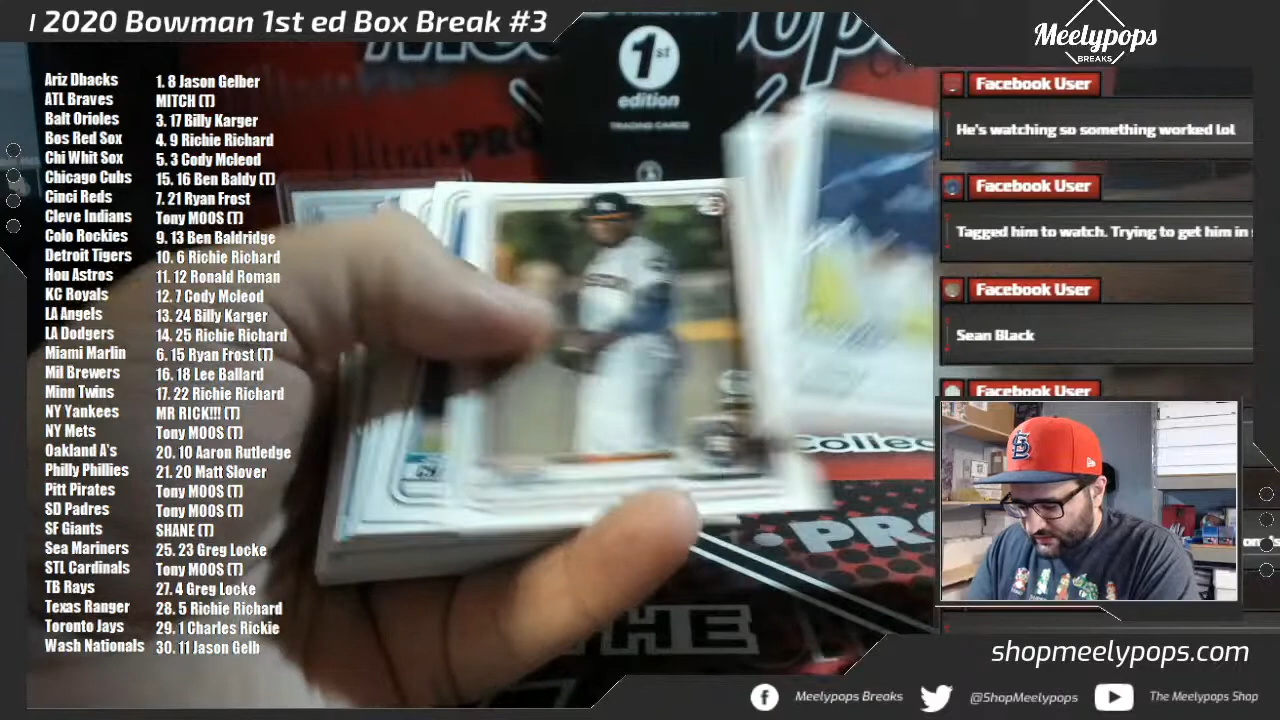 2020 Bowman 1st ed Box Break #3
Meelypops
BREAKS
1st
edition
TRADING CARDS
Ariz Dbacks 1. 8 Jason Gelber
ATL Braves MITCH (T)
Balt Orioles 3. 17 Billy Karger
Bos Red Sox 4. 9 Richie Richard
Chi Whit Sox 5. 3 Cody Mcleod
Chicago Cubs 15. 16 Ben Baldy (T)
Cinci Reds 7. 21 Ryan Frost
Cleve Indians Tony MOOS (T)
Colo Rockies 9. 13 Ben Baldridge
Detroit Tigers 10. 6 Richie Richard
Hou Astros 11. 12 Ronald Roman
KC Royals 12. 7 Cody Mcleod
LA Angels 13. 24 Billy Karger
LA Dodgers 14. 25 Richie Richard
Miami Marlin 6. 15 Ryan Frost (T)
Mil Brewers 16. 18 Lee Ballard
Minn Twins 17. 22 Richie Richard
NY Yankees MR RICK!!! (T)
NY Mets Tony MOOS (T)
Oakland A's 20. 10 Aaron Rutledge
Philly Phillies 21. 20 Matt Slover
Pitt Pirates Tony MOOS (T)
SD Padres Tony MOOS (T)
SF Giants SHANE (T)
Sea Mariners 25. 23 Greg Locke
STL Cardinals Tony MOOS (T)
TB Rays 27. 4 Greg Locke
Texas Ranger 28. 5 Richie Richard
Toronto Jays 29. 1 Charles Rickie
Wash Nationals 30. 11 Jason Gelb
Ultra PRO
Collec
PRO
THE
Facebook User
He's watching so something worked lol
Facebook User
Tagged him to watch. Trying to get him in
Facebook User
Sean Black
Facebook User
shopmeelypops.com
Meelypops Breaks @ShopMeelypops The Meelypops Shop